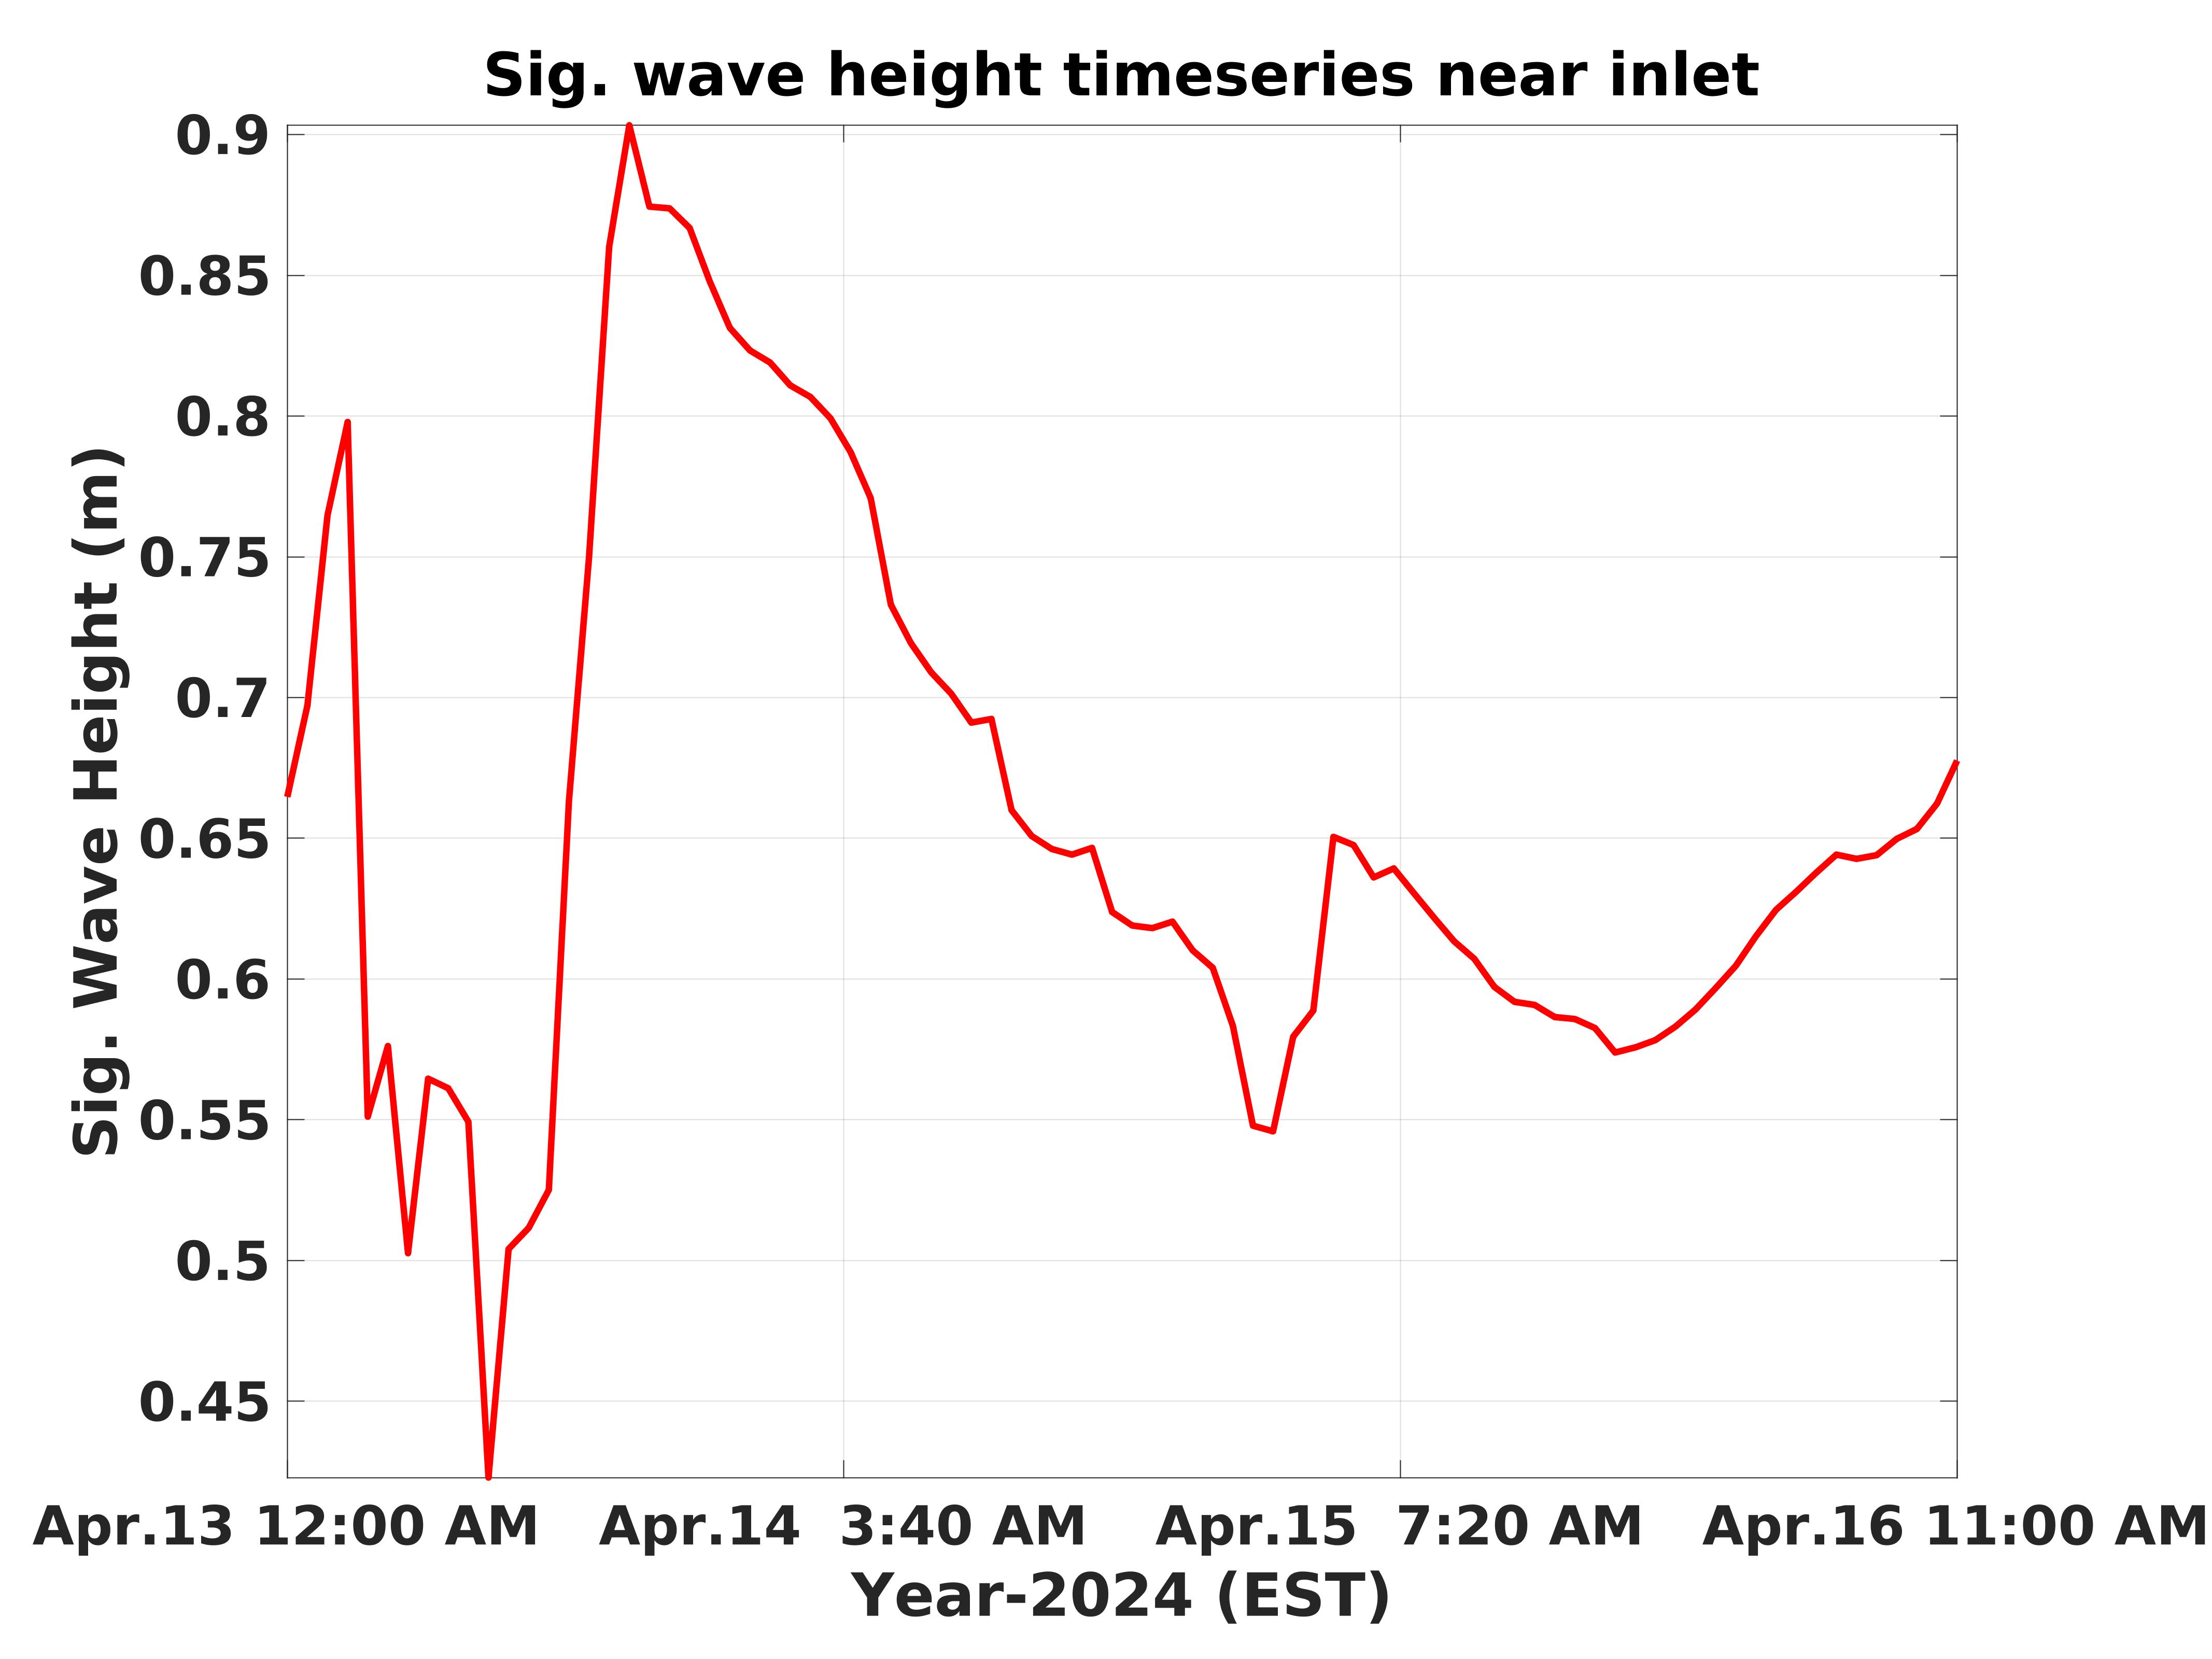 Sig. wave height timeseries near inlet
0.9
0.85
0.8
0.75
0.7
0.65
0.6
0.55
0.5
0.45
Sig. Wave Height (m)
Apr.13 12:00 AM
Apr.14  3:40 AM
Apr.15  7:20 AM
Apr.16 11:00 AM
Year-2024 (EST)